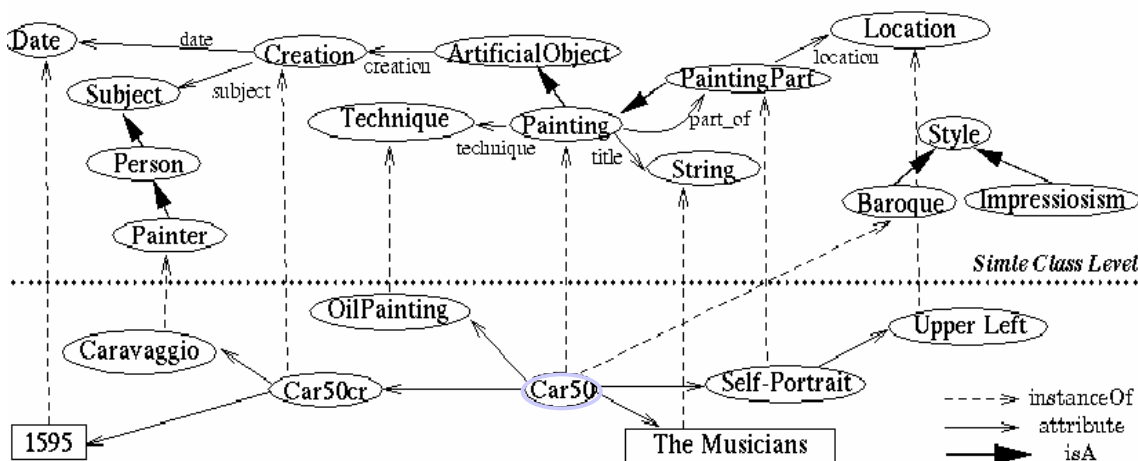 Date
date
Creation
creation
ArtificialObject
PaintingPart
location
Location
Subject
subject
Technique
technique
Painting
part_of
title
String
Style
Person
Painter
Baroque
Impressiosism
Simle Class Level
OilPainting
Upper Left
Caravaggio
Car50cr
Car50
Self-Portrait
1595
The Musicians
instanceOf
attribute
isA